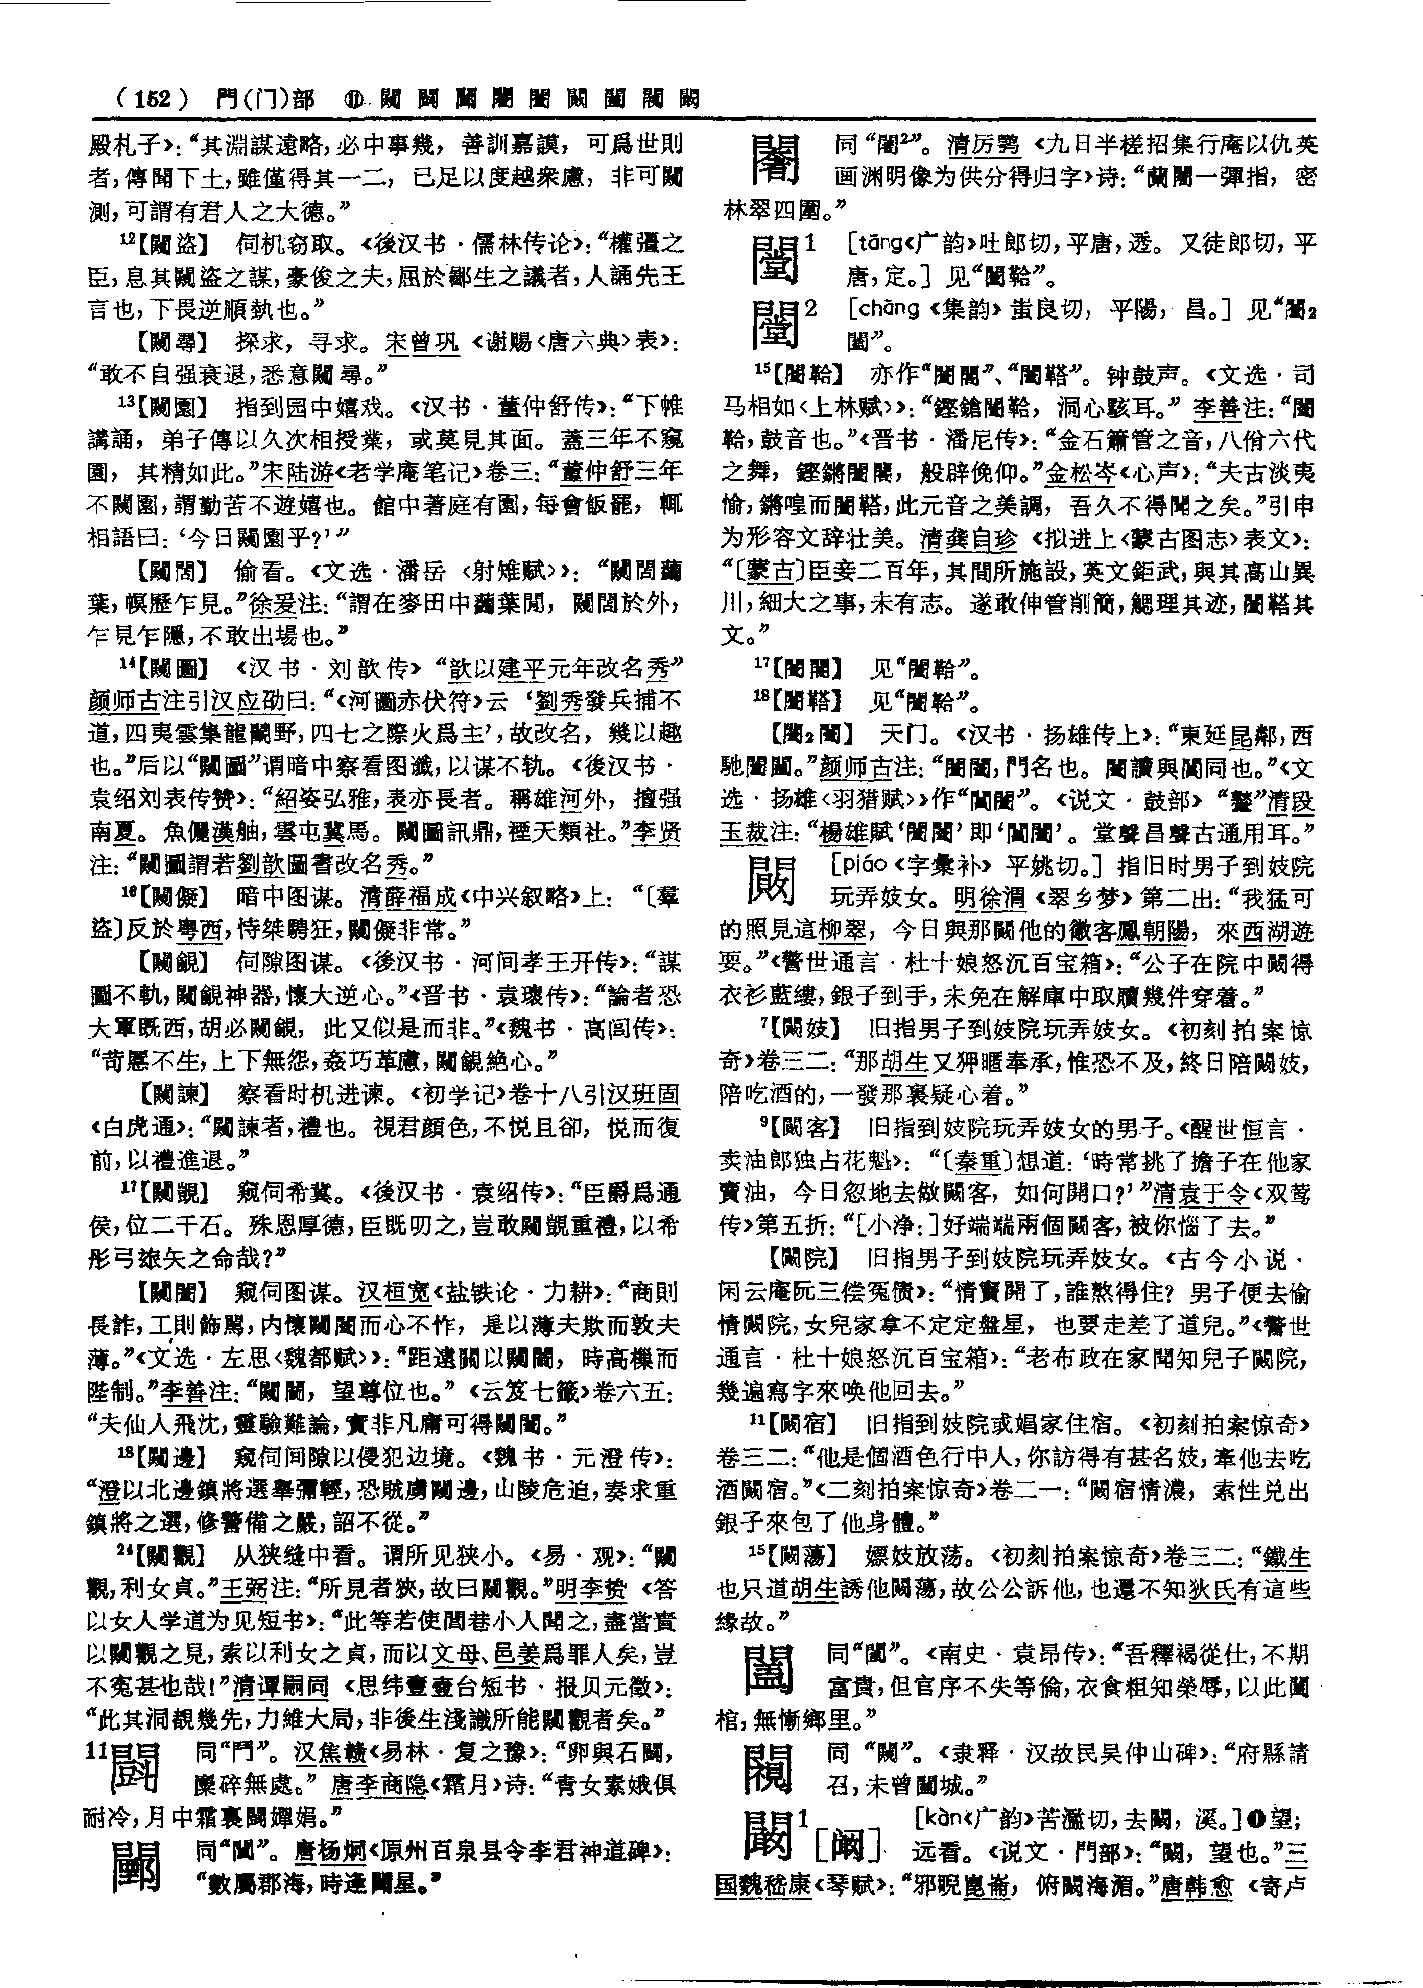 (152) 門(门)部 ⑪ 闚
殿札子》:“其淵謀遠略,必中事幾，善訓嘉謨，可爲世則
者,傳聞下土,雖僅得其一二，已足以度越衆慮，非可闚
測,可謂有君人之大德。”
12【闚盜】 伺机窃取。《後汉书·儒林传论》:“權彊之
臣,息其闚盜之謀,豪俊之夫,屈於鄙生之議者,人誦先王
言也,下畏逆順埶也。”
【闚尋】 探求，寻求。宋曾巩《谢赐〈唐六典〉表》:
“敢不自强衰退,悉意闚尋。”
13【闚園】 指到园中嬉戏。《汉书·董仲舒传》:“下帷
講誦，弟子傳以久次相授業，或莫見其面。蓋三年不窺
園，其精如此。”宋陆游《老学庵笔记》卷三:“董仲舒三年
不闚園,謂勤苦不遊嬉也。館中著庭有園,每會飯罷，輒
相語曰:‘今日闚園乎?’”
【闚閭】 偷看。《文选·潘岳〈射雉赋〉》:“闚閭蘮
葉,幎歷乍見。”徐爰注:“謂在麥田中蘮葉間，闚閭於外，
乍見乍隱,不敢出場也。”
14【闚圖】 《汉书·刘歆传》“歆以建平元年改名秀”
颜师古注引汉应劭曰:“《河圖赤伏符》云‘劉秀發兵捕不
道,四夷雲集龍鬭野,四七之際火爲主’,故改名，幾以趣
也。”后以“闚圖”谓暗中察看图谶,以谋不轨。《後汉书·
袁绍刘表传赞》:“紹姿弘雅,表亦長者。稱雄河外，擅强
南夏。魚儷漢舳,雲屯冀馬。闚圖訊鼎,禋天類社。”李贤
注:“闚圖謂若劉歆圖書改名秀。”
16【闚儗】 暗中图谋。清薛福成《中兴叙略》上:“〔羣
盜〕反於粤西,恃桀騁狂,闚儗非常。”
【闚覦】 伺隙图谋。《後汉书·河间孝王开传》:“謀
圖不軌,闚覦神器,懷大逆心。”《晋书·袁瓌传》:“論者恐
大軍既西,胡必闚覦，此又似是而非。”《魏书·高闾传》:
“苛慝不生,上下無怨,姦巧革慮,闚覦絶心。”
【闚諫】 察看时机进谏。《初学记》卷十八引汉班固
《白虎通》:“闚諫者,禮也。視君顔色,不悦且卻，悦而復
前,以禮進退。”
17【闚覬】 窥伺希冀。《後汉书·袁绍传》:“臣爵爲通
侯,位二千石。殊恩厚德,臣既叨之,豈敢闚覬重禮,以希
彤弓玈矢之命哉?”
【闚闟】 窥伺图谋。汉桓宽《盐铁论·力耕》:“商則
長詐,工則飾駡,内懷闚闟而心不怍，是以薄夫欺而敦夫
薄。”《文选·左思〈魏都赋〉》:“距遠關以闚闟，時高樔而
陞制。”李善注:“闚闟，望尊位也。”《云笈七籤》卷六五:
“夫仙人飛沈,靈驗難論,實非凡庸可得闚闟。”
18【闚邊】 窥伺间隙以侵犯边境。《魏书·元澄传》:
“澄以北邊鎮將選舉彌輕,恐賊虜闚邊,山陵危迫,奏求重
鎮將之選,修警備之嚴,詔不從。”
24【闚觀】 从狭缝中看。谓所见狭小。《易·观》:“闚
觀,利女貞。”王弼注:“所見者狹,故曰闚觀。”明李贽《答
以女人学道为见短书》:“此等若使閭巷小人聞之,盡當責
以闚觀之見,索以利女之貞,而以文母、邑姜爲罪人矣,豈
不冤甚也哉!”清谭嗣同《思纬壹壹台短书·报贝元徵》:
“此其洞覩幾先,力維大局,非後生淺識所能闚觀者矣。”
11 同“鬥”。汉焦赣《易林·复之豫》:“卵與石鬭，
麋碎無處。”唐李商隐《霜月》诗:“青女素娥俱
耐冷,月中霜裏鬭嬋娟。”
同“闉”。唐杨炯《原州百泉县令李君神道碑》:
同“闇2”。清厉鹗《九日半槎招集行庵以仇英
画渊明像为供分得归字》诗:“蘭闇一彈指，密
林翠四圍。”
闛1 [tāng《广韵》吐郎切,平唐,透。又徒郎切,平
唐,定。] 见“闛鞈”。
闛2 [chāng《集韵》蚩良切，平陽，昌。] 见“闛2
闔”。
15【闛鞈】 亦作“闛閤”、“闛鞳”。钟鼓声。《文选·司
马相如〈上林赋〉》:“鏗鎗闛鞈，洞心駭耳。”李善注:“闛
鞈,鼓音也。”《晋书·潘尼传》:“金石簫管之音,八佾六代
之舞，鏗鏘闛閤，般辟俛仰。”金松岑《心声》:“夫古淡夷
愉,鏘喤而闛鞳,此元音之美調，吾久不得聞之矣。”引申
为形容文辞壮美。清龚自珍《拟进上〈蒙古图志〉表文》:
“〔蒙古〕臣妾二百年,其間所施設,英文鉅武,與其高山異
川,細大之事,未有志。遂敢伸管削簡,䚡理其迹,闛鞳其
文。”
17【闛閤】 见“闛鞈”。
18【闛鞳】 见“闛鞈”。
【闛2闔】 天门。《汉书·扬雄传上》:“東延昆鄰,西
馳闛闔。”颜师古注:“闛闔,門名也。闛讀與閶同也。”《文
选·扬雄〈羽猎赋〉》作“閶闔”。《说文·鼓部》“鼞”清段
玉裁注:“楊雄賦‘闛闔’即‘閶闔’。堂聲昌聲古通用耳。”
闝 [piáo《字彙补》平姚切。] 指旧时男子到妓院
玩弄妓女。明徐渭《翠乡梦》第二出:“我猛可
的照見這柳翠，今日與那闝他的徽客鳳朝陽，來西湖遊
耍。”《警世通言·杜十娘怒沉百宝箱》:“公子在院中闝得
衣衫藍縷,銀子到手,未免在解庫中取贖幾件穿着。”
7【闝妓】 旧指男子到妓院玩弄妓女。《初刻拍案惊
奇》卷三二:“那胡生又狎暱奉承,惟恐不及,終日陪闝妓,
陪吃酒的,一發那裏疑心着。”
9【闝客】 旧指到妓院玩弄妓女的男子。《醒世恒言·
卖油郎独占花魁》:“〔秦重〕想道:‘時常挑了擔子在他家
賣油，今日忽地去做闝客，如何開口?’”清袁于令《双莺
传》第五折:“[小净:]好端端兩個闝客,被你惱了去。”
【闝院】 旧指男子到妓院玩弄妓女。《古今小说·
闲云庵阮三偿冤债》:“情竇開了,誰熬得住?男子便去偷
情闝院,女兒家拿不定定盤星，也要走差了道兒。”《警世
通言·杜十娘怒沉百宝箱》:“老布政在家聞知兒子闝院，
幾遍寫字來唤他回去。”
11【闝宿】 旧指到妓院或娼家住宿。《初刻拍案惊奇》
卷三二:“他是個酒色行中人,你訪得有甚名妓,牽他去吃
酒闝宿。”《二刻拍案惊奇》卷二一:“闝宿情濃，索性兑出
銀子來包了他身體。”
15【闝蕩】 嫖妓放荡。《初刻拍案惊奇》卷三二:“鐵生
也只道胡生誘他闝蕩,故公公訴他,也還不知狄氏有這些
緣故。”
同“闔”。《南史·袁昂传》:“吾釋褐從仕,不期
富貴,但官序不失等倫,衣食粗知榮辱,以此闔
棺,無慚鄉里。”
同“闚”。《隶释·汉故民吴仲山碑》:“府縣請
召,未曾闚城。”
闞1[阚] [kàn《广韵》苦濫切,去闞，溪。]❶望;
远看。《说文·門部》:“闞，望也。”三
国魏嵇康《琴赋》:“邪睨崑崙，俯闞海湄。”唐韩愈《寄卢